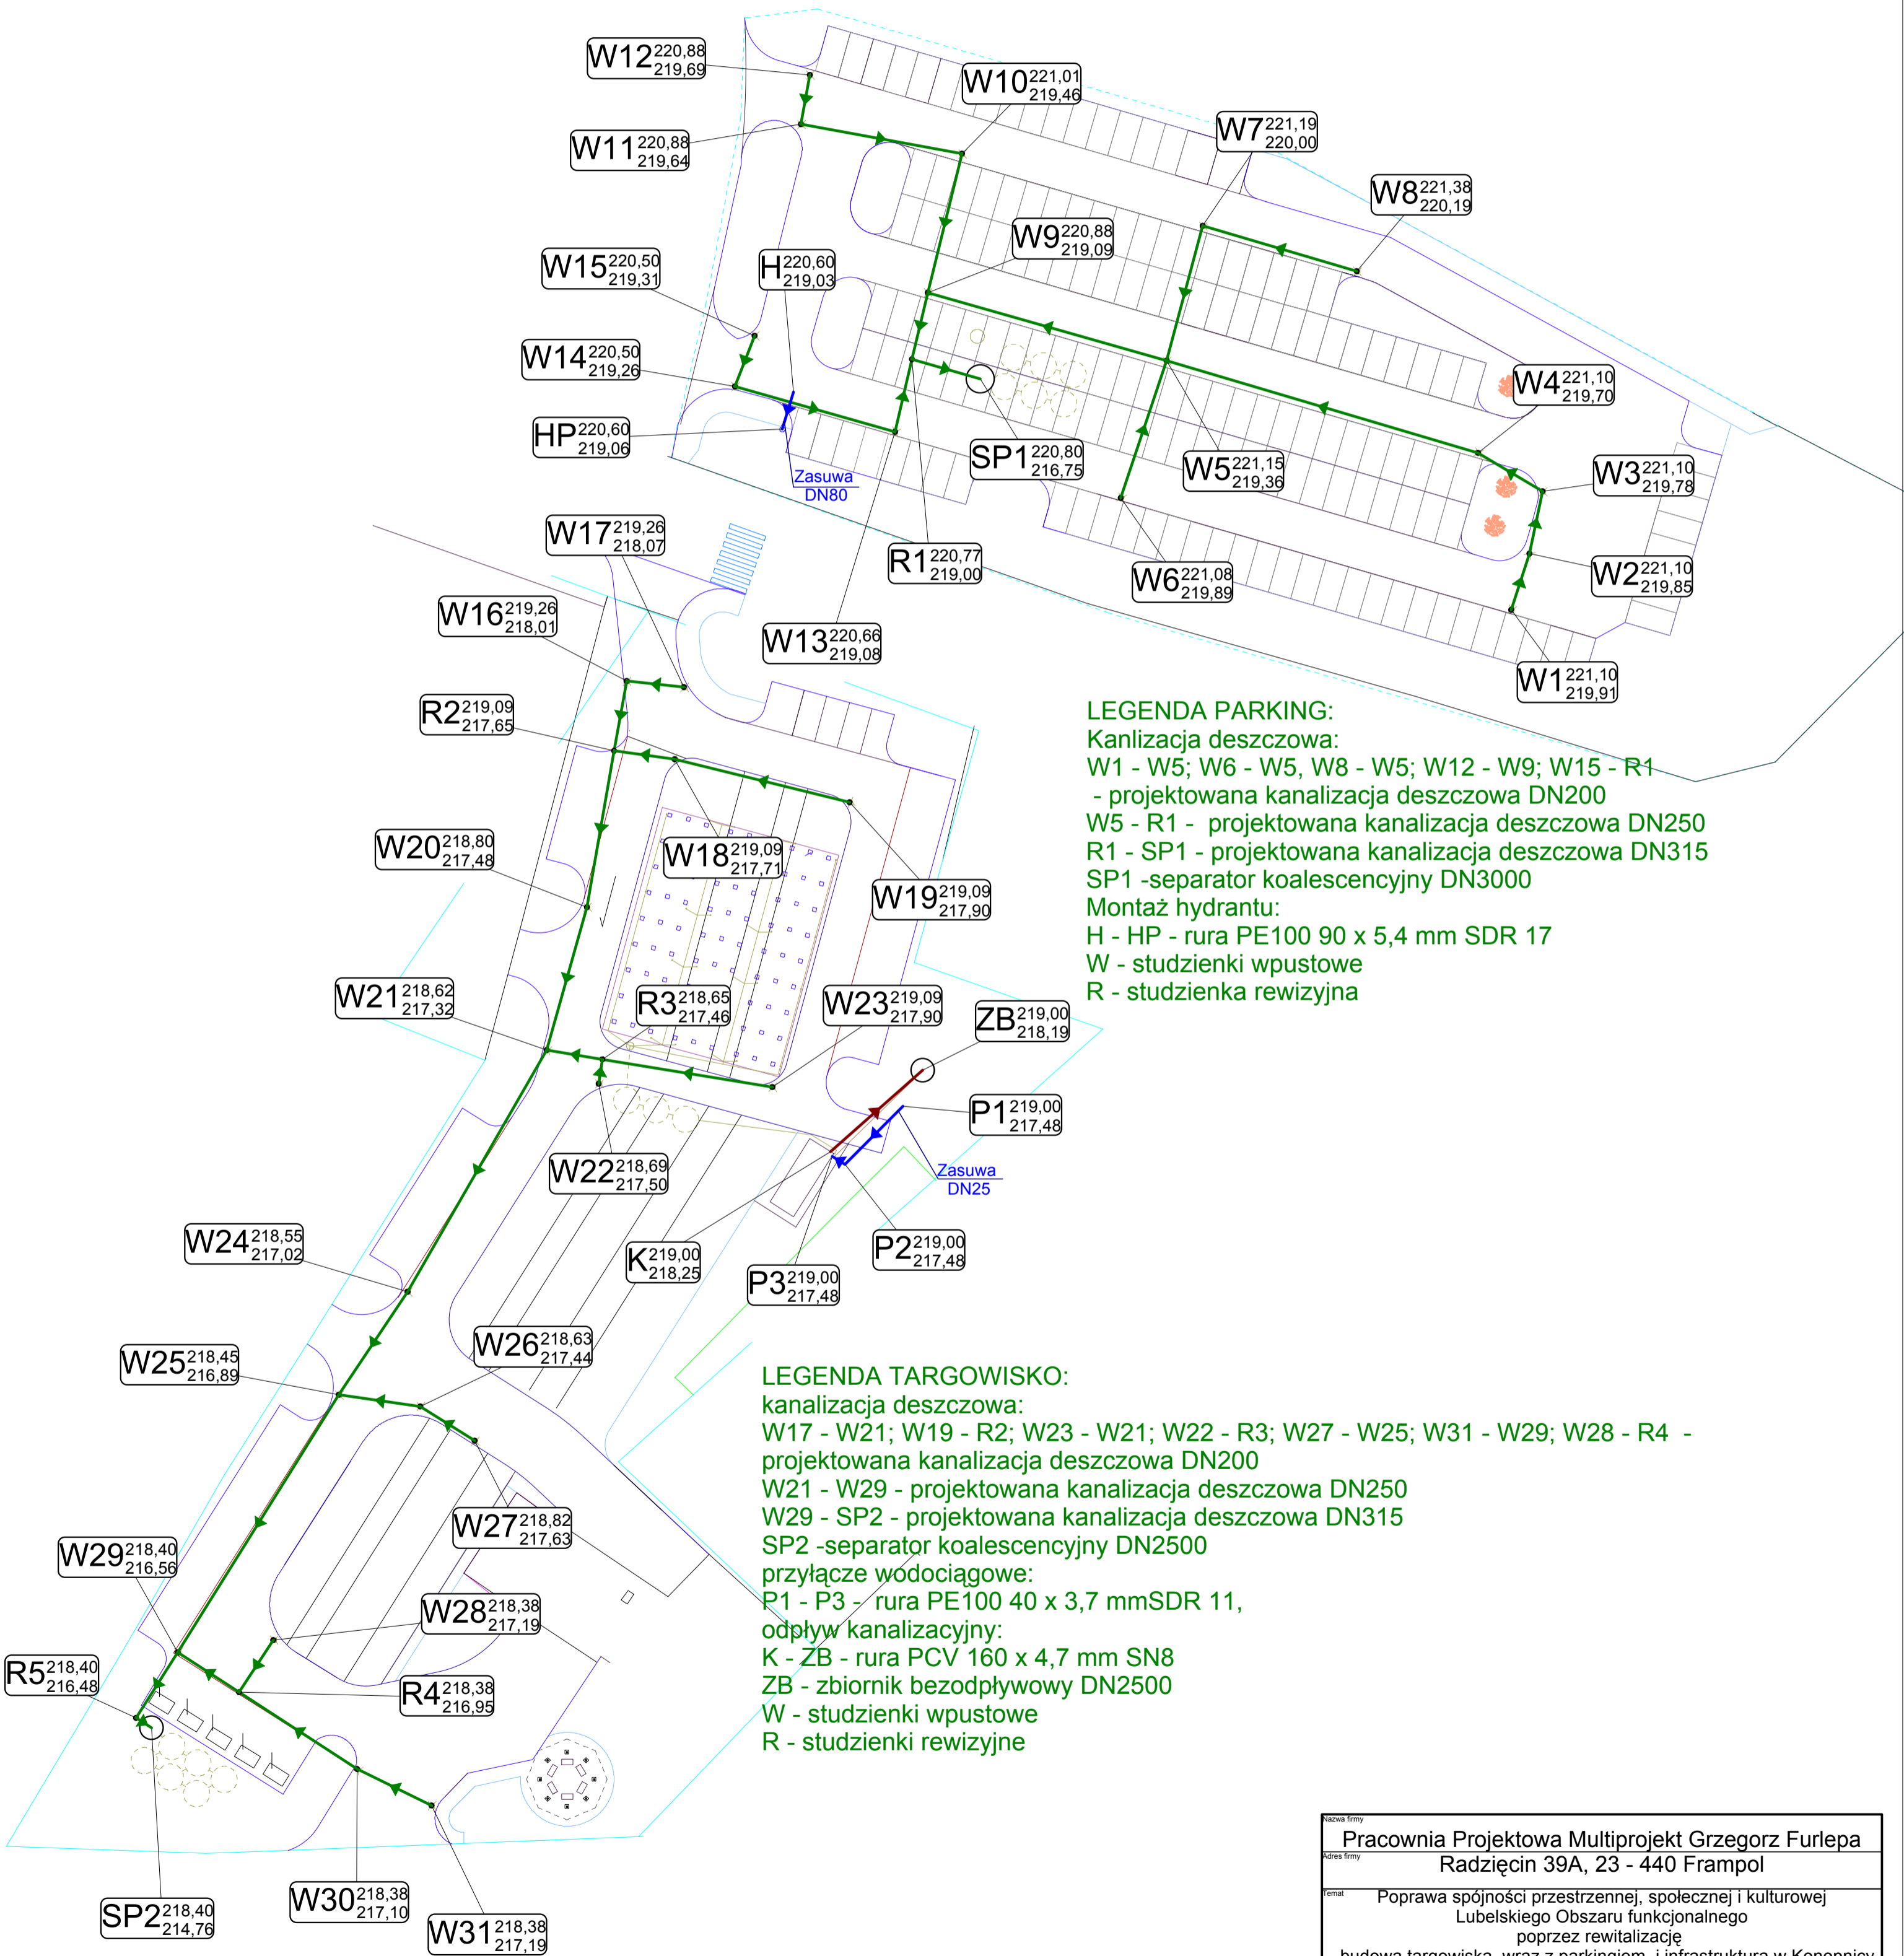 W12 220,88
219,69
W10 221,01
219,46
W7 221,19
220,00
W11 220,88
219,64
W8 221,38
220,19
W9 220,88
219,09
W15 220,50
219,31
H 220,60
219,03
W14 220,50
219,26
W4 221,10
219,70
HP 220,60
219,06
SP1 220,80
216,75
W5 221,15
219,36
W3 221,10
219,78
Zasuwa
DN80
W17 219,26
218,07
R1 220,77
219,00
W6 221,08
219,89
W2 221,10
219,85
W16 219,26
218,01
W13 220,66
219,08
W1 221,10
219,91
R2 219,09
217,65
LEGENDA PARKING:
Kanlizacja deszczowa:
W1 - W5; W6 - W5, W8 - W5; W12 - W9; W15 - R1
- projektowana kanalizacja deszczowa DN200
W5 - R1 - projektowana kanalizacja deszczowa DN250
R1 - SP1 - projektowana kanalizacja deszczowa DN315
SP1 -separator koalescencyjny DN3000
Montaż hydrantu:
H - HP - rura PE100 90 x 5,4 mm SDR 17
W - studzienki wpustowe
R - studzienka rewizyjna
W20 218,80
217,48
W18 219,09
217,71
W19 219,09
217,90
W21 218,62
217,32
R3 218,65
217,46
W23 219,09
217,90
ZB 219,00
218,19
P1 219,00
217,48
W22 218,69
217,50
Zasuwa
DN25
W24 218,55
217,02
K 219,00
218,25
P2 219,00
217,48
P3 219,00
217,48
W26 218,63
217,44
W25 218,45
216,89
LEGENDA TARGOWISKO:
kanalizacja deszczowa:
W17 - W21; W19 - R2; W23 - W21; W22 - R3; W27 - W25; W31 - W29; W28 - R4 -
projektowana kanalizacja deszczowa DN200
W21 - W29 - projektowana kanalizacja deszczowa DN250
W29 - SP2 - projektowana kanalizacja deszczowa DN315
SP2 -separator koalescencyjny DN2500
przyłącze wodociągowe:
P1 - P3 - rura PE100 40 x 3,7 mmSDR 11,
odpływ kanalizacyjny:
K - ZB - rura PCV 160 x 4,7 mm SN8
ZB - zbiornik bezodpływowy DN2500
W - studzienki wpustowe
R - studzienki rewizyjne
W27 218,82
217,63
W29 218,40
216,56
W28 218,38
217,19
R5 218,40
216,48
R4 218,38
216,95
SP2 218,40
214,76
W30 218,38
217,10
W31 218,38
217,19
Nazwa firmy
Pracownia Projektowa Multiprojekt Grzegorz Furlepa
Adres firmy
Radzięcin 39A, 23 - 440 Frampol
Temat
Poprawa spójności przestrzennej, społecznej i kulturowej
Lubelskiego Obszaru funkcjonalnego
poprzez rewitalizację
budowa targowiska wraz z parkingiem i infrastrukturą w Konopnicy